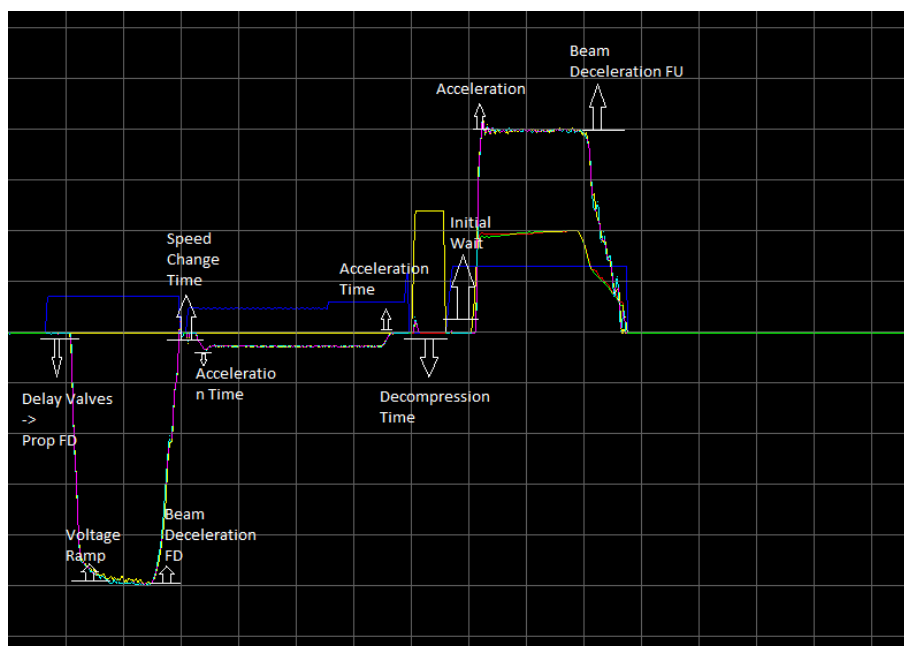 Beam
Deceleration FU
Acceleration
Initial
Wait
Speed
Change
Time
Acceleration
Time
Acceleratio
n Time
Decompression
Time
Delay Valves
->
Prop FD
Voltage
Ramp
Beam
Deceleration
FD